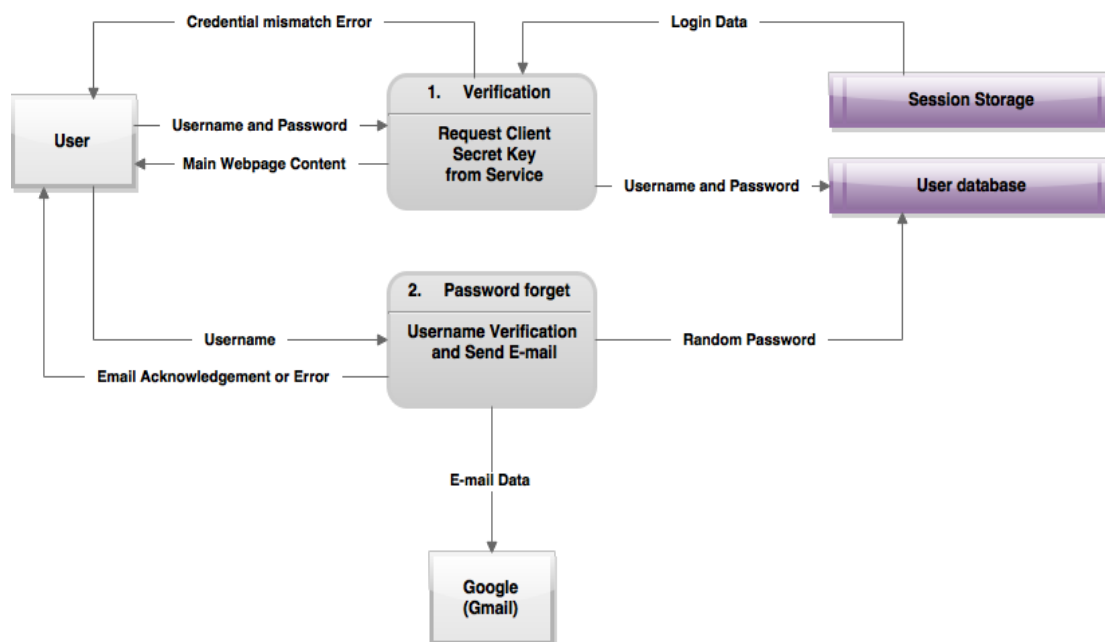 Credential mismatch Error
Login Data
1. Verification
Session Storage
User
Username and Password
Request Client
Secret Key
from Service
Main Webpage Content
Username and Password
User database
2. Password forget
Username Verification
and Send E-mail
Username
Random Password
Email Acknowledgement or Error
E-mail Data
Google
(Gmail)